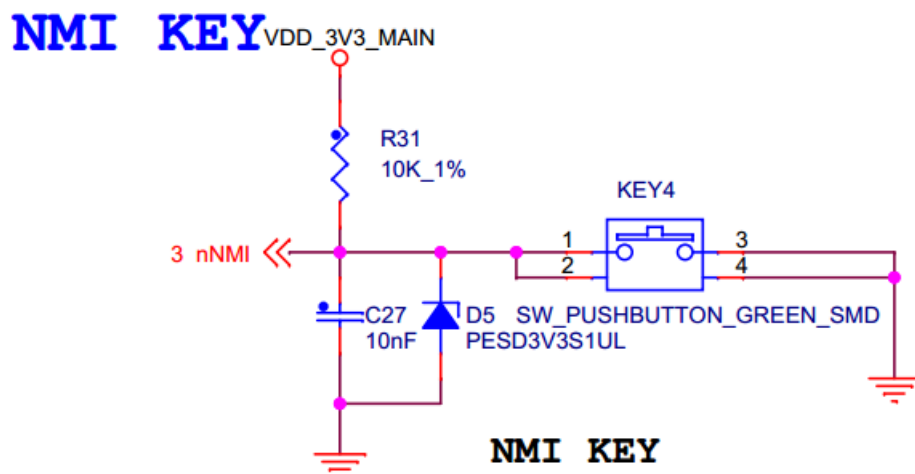 NMI KEY
VDD_3V3_MAIN
R31
10K_1%
KEY4
3 nNMI
1
2
3
4
C27
10nF
D5
PESD3V3S1UL
SW_PUSHBUTTON_GREEN_SMD
NMI KEY